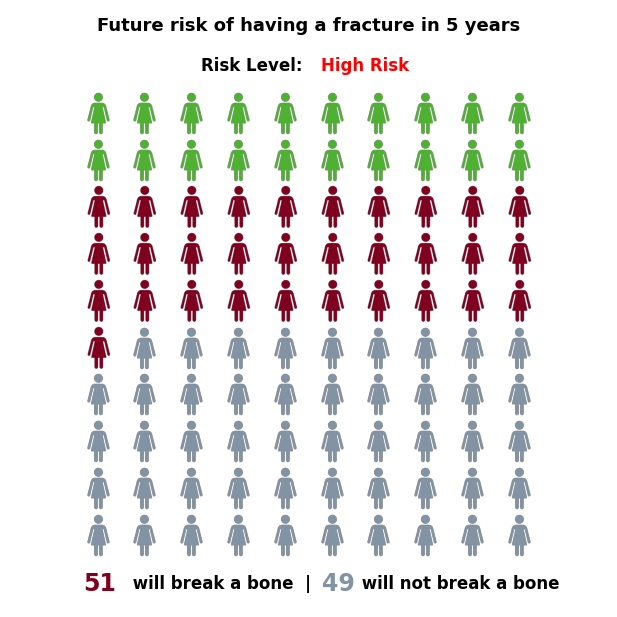 Future risk of having a fracture in 5 years
Risk Level: High Risk
51 will break a bone | 49 will not break a bone